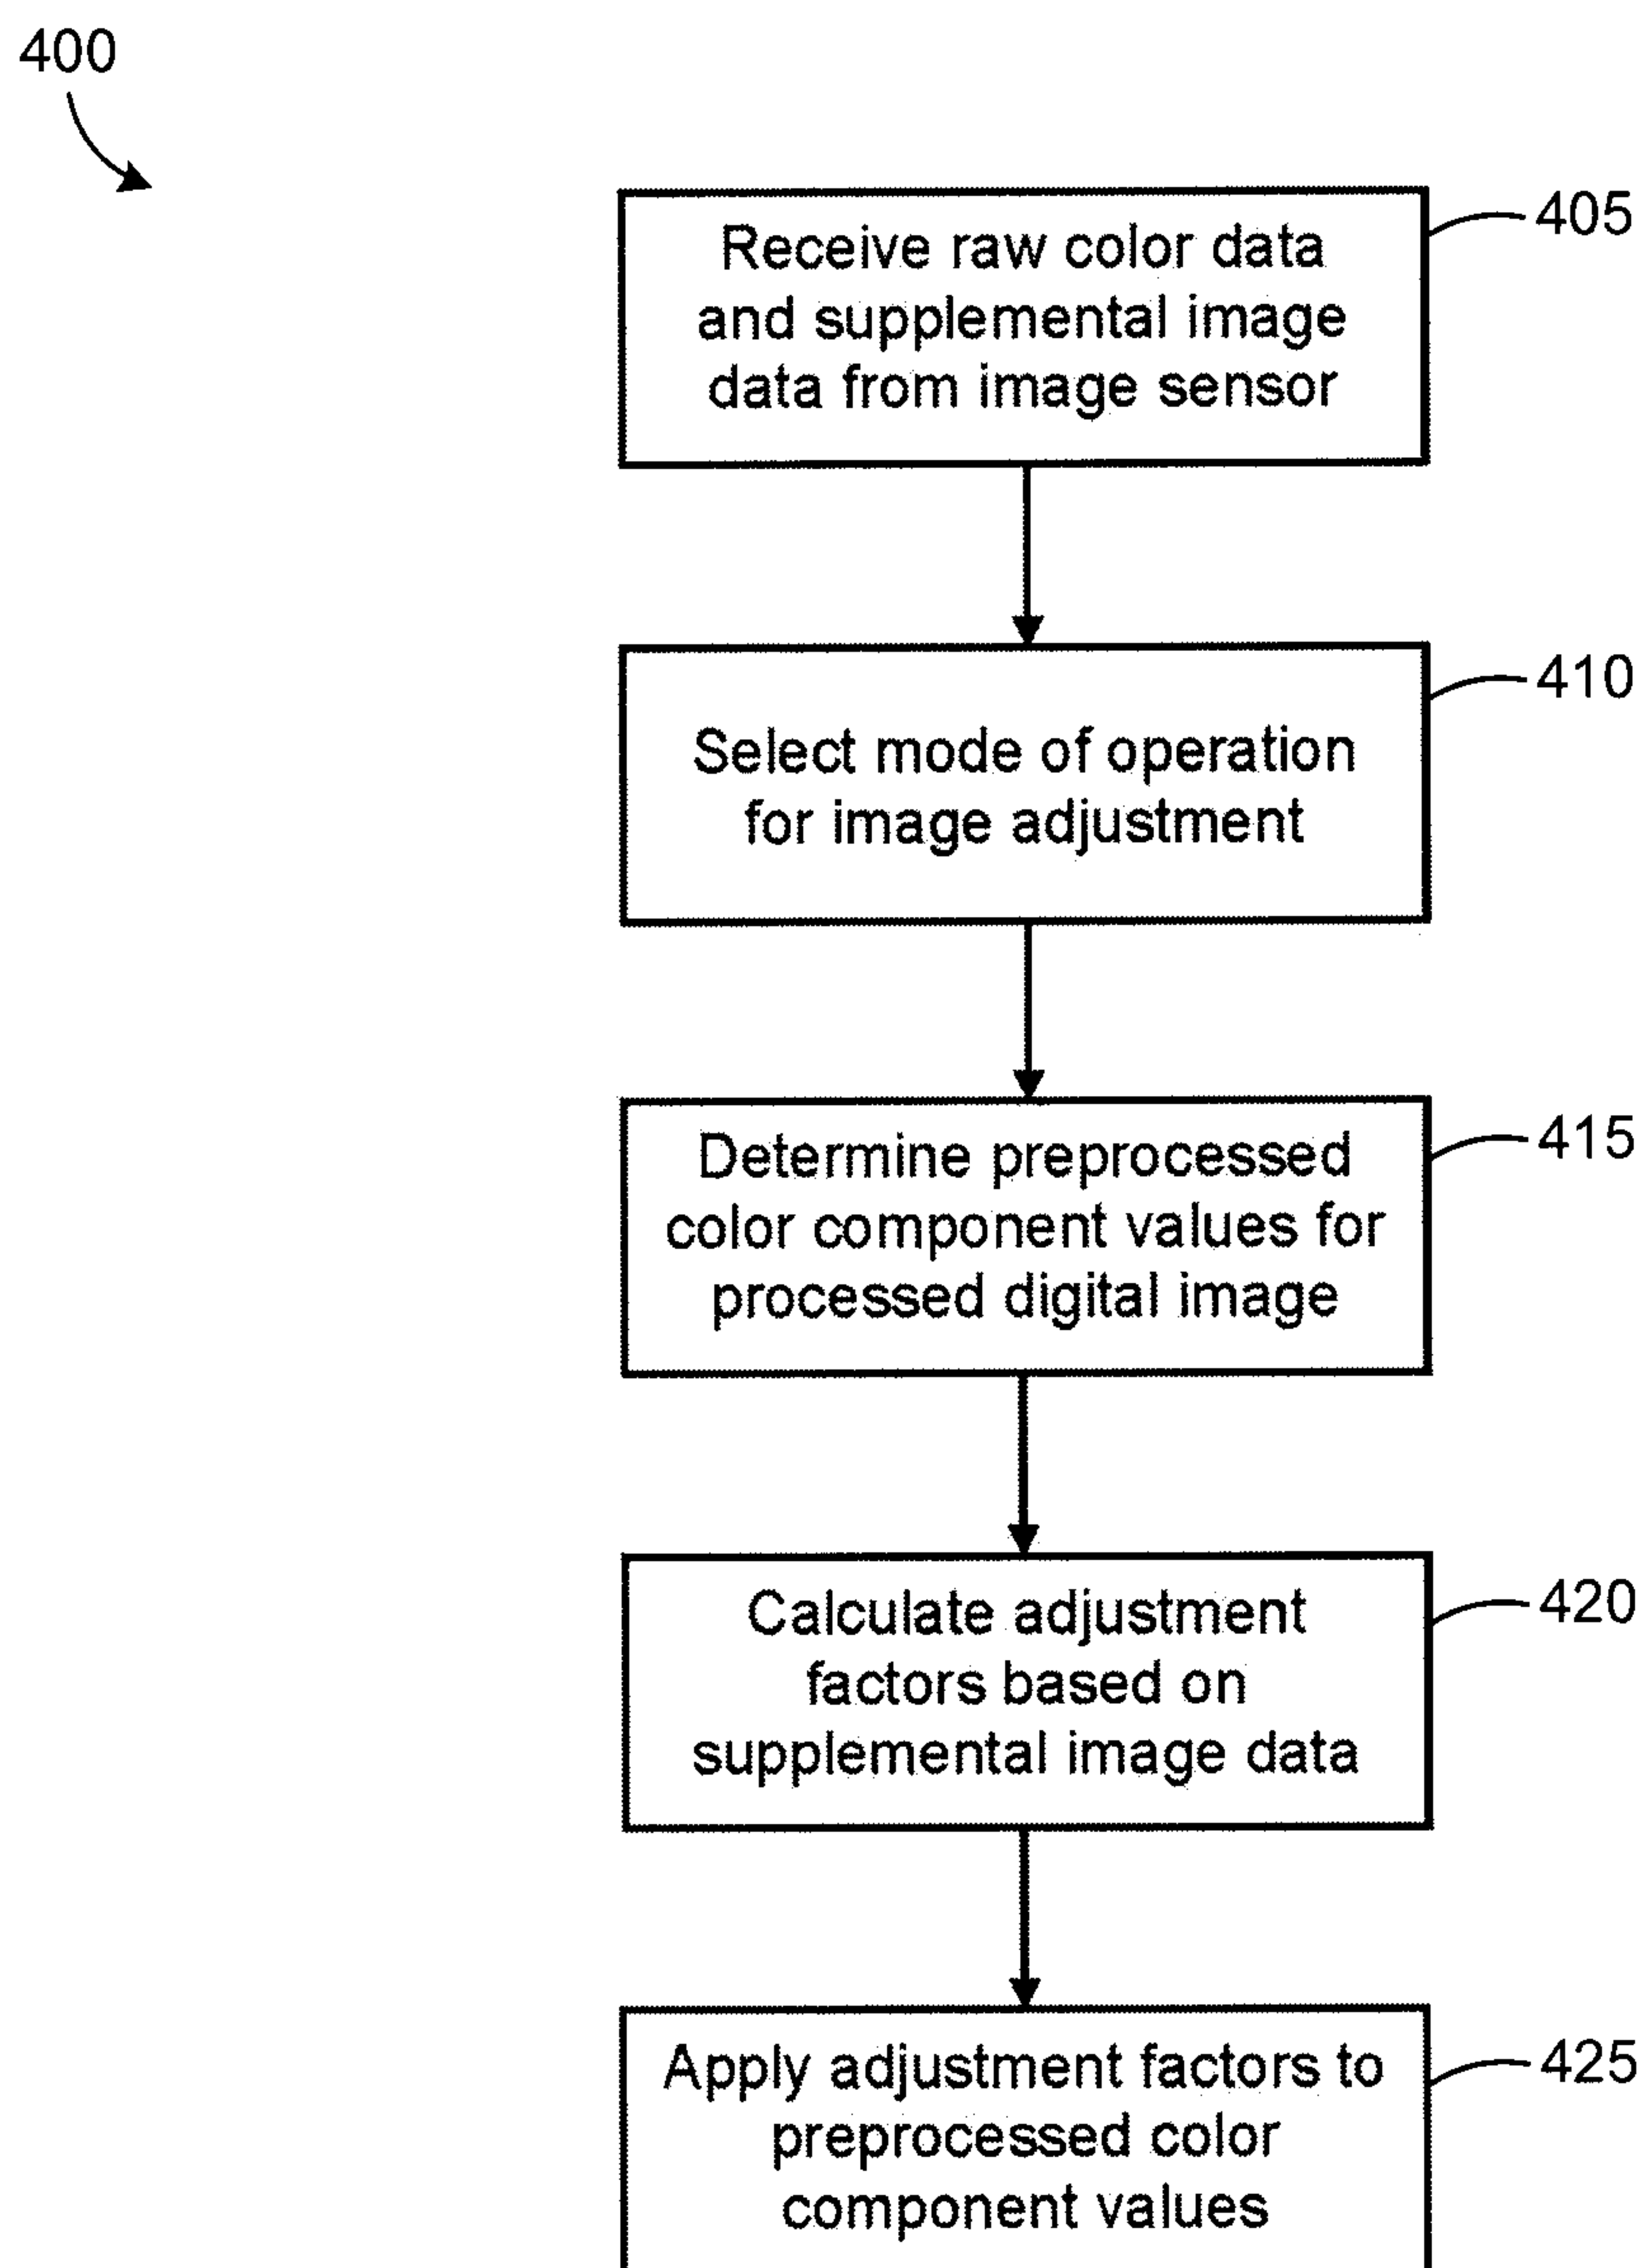 400
Receive raw color data
and supplemental image
data from image sensor
405
Select mode of operation
for image adjustment
410
Determine preprocessed
color component values for
processed digital image
415
Calculate adjustment
factors based on
supplemental image data
420
Apply adjustment factors to
preprocessed color
component values
425